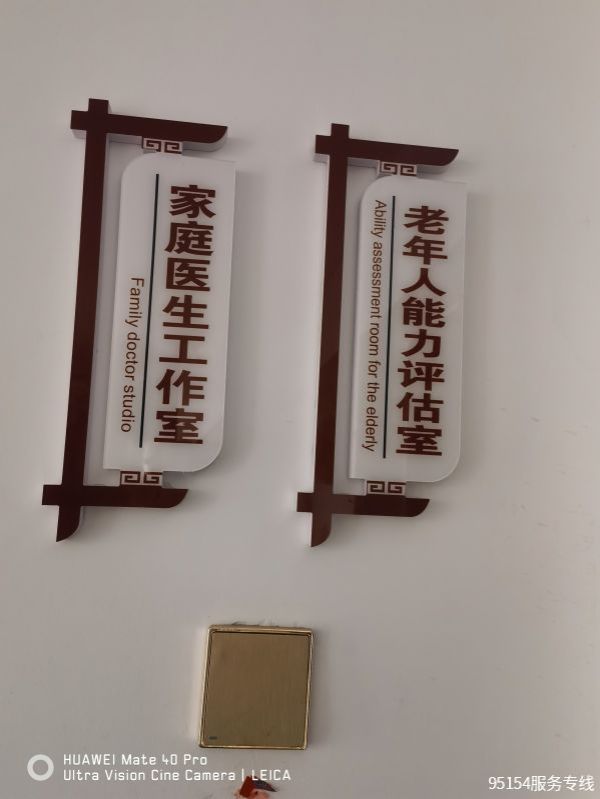 家庭医生工作室
Family doctor studio
老年人能力评估室
Ability assessment room for the elderly
HUAWEI Mate 40 Pro
Ultra Vision Cine Camera | LEICA
95154服务专线